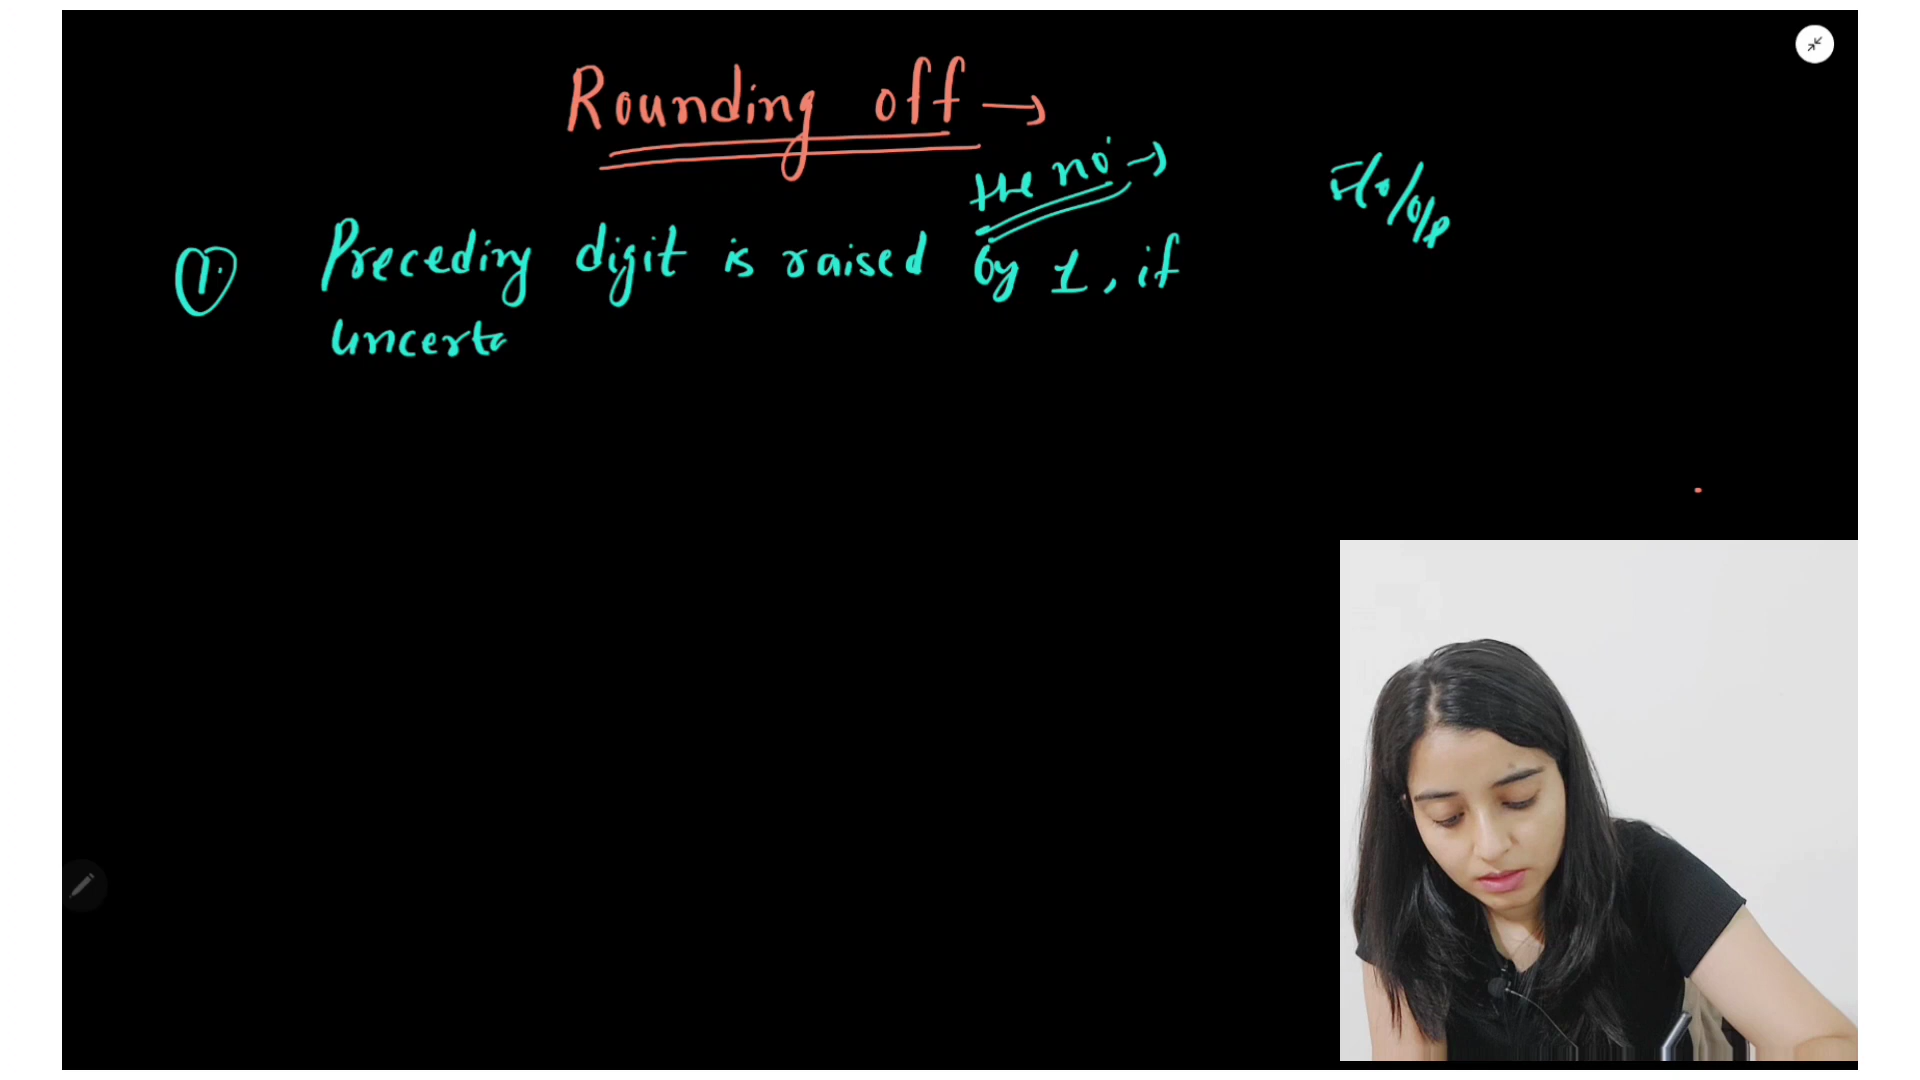 Rounding off →
the no. →
① Preceding digit is raised by 1, if
uncerta